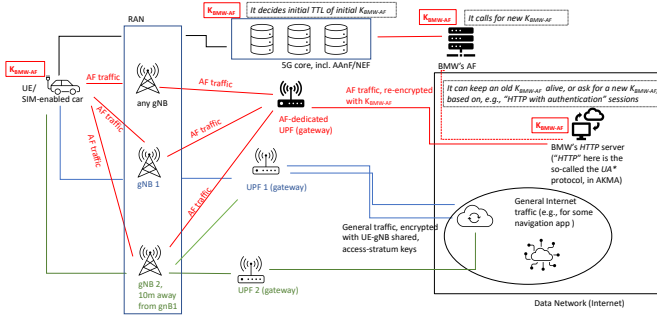 RAN
K_BMW-AF
It decides initial TTL of initial K_BMW-AF
K_BMW-AF
It calls for new K_BMW-AF
5G core, incl. AAnf/NEF
BMW's AF
K_BMW-AF
UE/
SIM-enabled car
AF traffic
AF traffic
AF traffic
AF traffic
AF traffic
AF traffic
any gNB
AF-dedicated
UPF (gateway)
AF traffic, re-encrypted
with K_BMW-AF
It can keep an old K_BMW-AF alive, or ask for a new K_BMW-AF,
based on, e.g., "HTTP with authentication" sessions
K_BMW-AF
BMW's HTTP server
("HTTP" here is the
so-called the UA*
protocol, in AKMA)
gNB 1
UPF 1 (gateway)
General traffic, encrypted
with UE-gNB shared,
access-stratum keys
General Internet
traffic (e.g., for some
navigation app )
gNB 2,
10m away
from gnB1
UPF 2 (gateway)
Data Network (Internet)